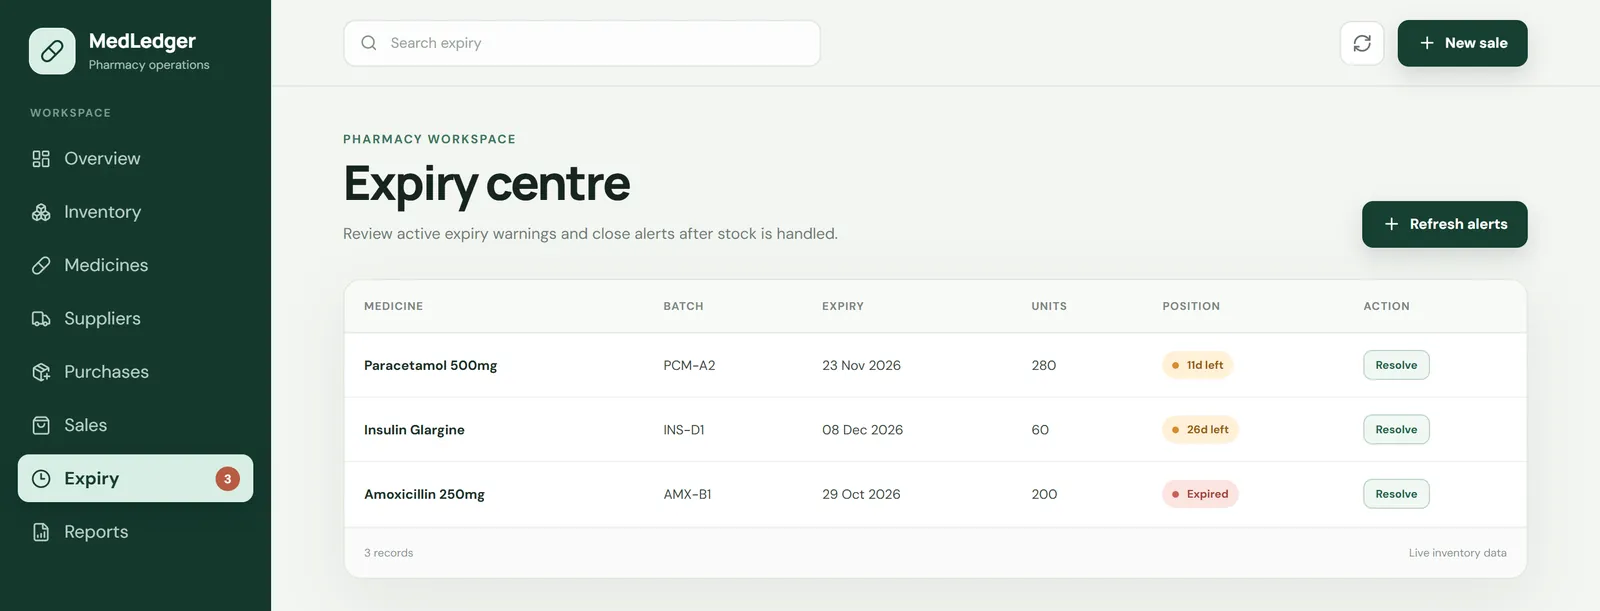 MedLedger
Pharmacy operations
WORKSPACE
Overview
Inventory
Medicines
Suppliers
Purchases
Sales
Expiry 3
Reports
Search expiry
New sale
PHARMACY WORKSPACE
Expiry centre
Review active expiry warnings and close alerts after stock is handled.
Refresh alerts
MEDICINE BATCH EXPIRY UNITS POSITION ACTION
Paracetamol 500mg PCM-A2 23 Nov 2026 280 11d left Resolve
Insulin Glargine INS-D1 08 Dec 2026 60 26d left Resolve
Amoxicillin 250mg AMX-B1 29 Oct 2026 200 Expired Resolve
3 records Live inventory data